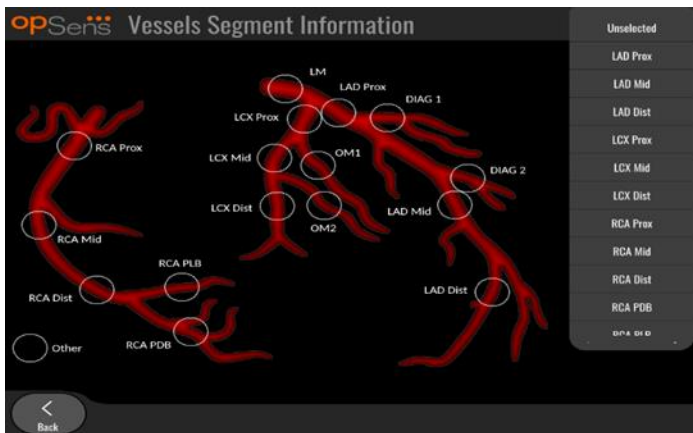 opSens Vessels Segment Information
LM
LAD Prox
DIAG 1
LCX Prox
RCA Prox
LCX Mid
OM1
DIAG 2
LCX Dist
OM2
LAD Mid
RCA Mid
RCA PLB
RCA Dist
LAD Dist
RCA PDB
Other
Back
Unselected
LAD Prox
LAD Mid
LAD Dist
LCX Prox
LCX Mid
LCX Dist
RCA Prox
RCA Mid
RCA Dist
RCA PDB
RCA PLB